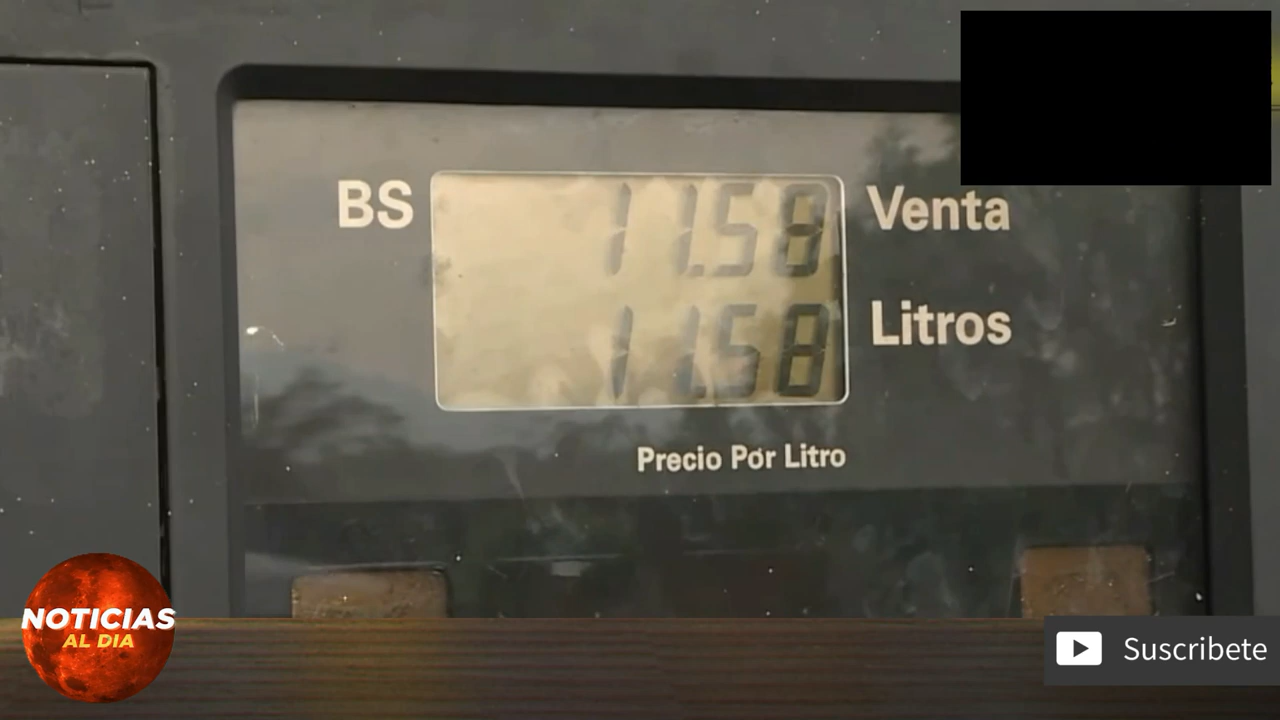 BS 11.58 Venta
11.58 Litros
Precio Por Litro
NOTICIAS
AL DIA
Suscribete